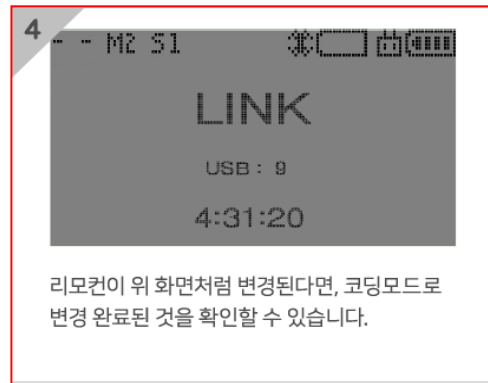 4
- - M2 S1
LINK
USB : 9
4:31:20
리모컨이 위 화면처럼 변경된다면, 코딩모드로
변경 완료된 것을 확인할 수 있습니다.